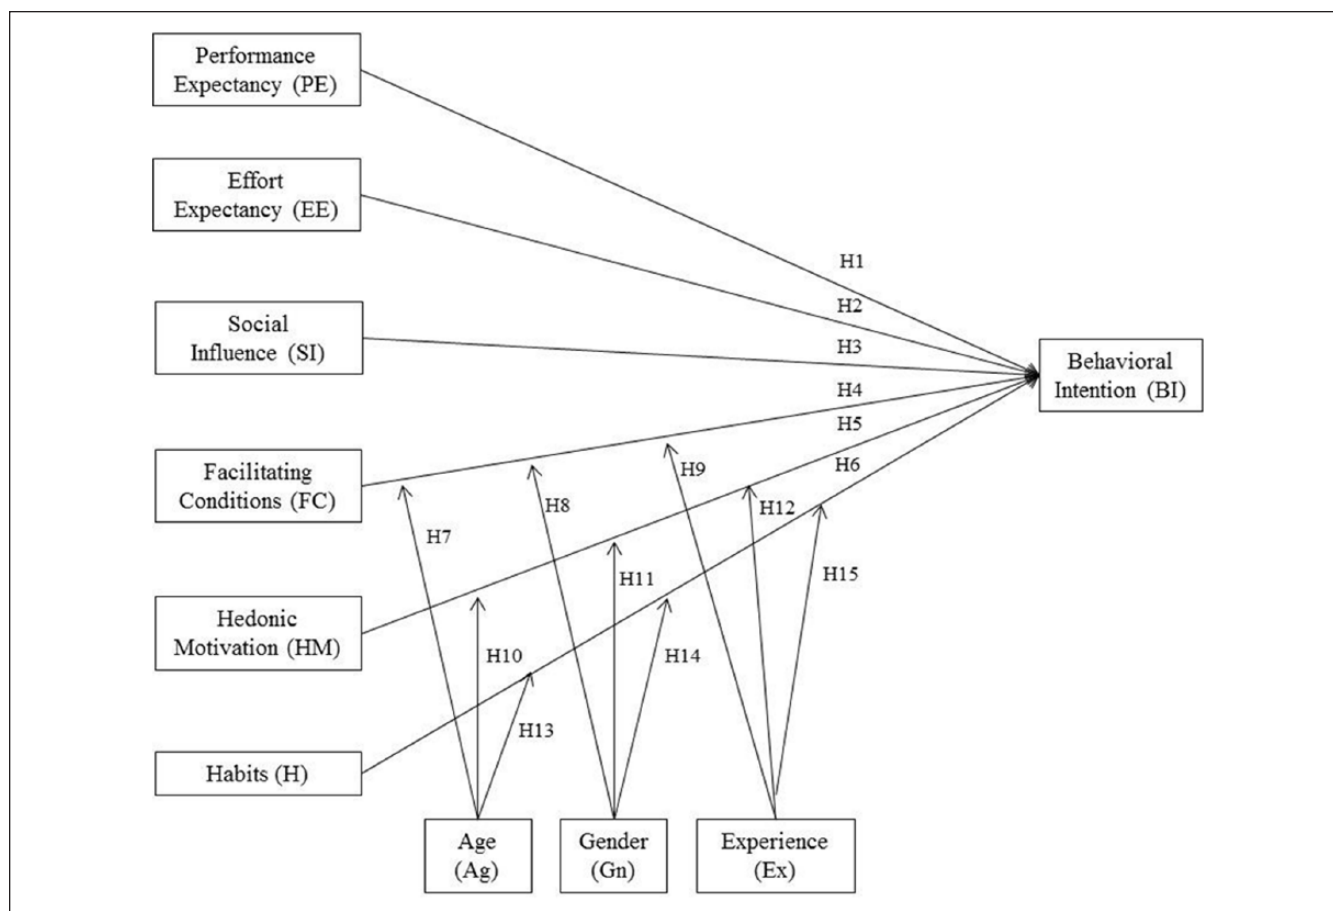 Performance
Expectancy (PE)
Effort
Expectancy (EE)
Social
Influence (SI)
Facilitating
Conditions (FC)
Hedonic
Motivation (HM)
Habits (H)
H1
H2
H3
H4
H5
H6
Behavioral
Intention (BI)
H7
H8
H9
H10
H11
H12
H13
H14
H15
Age
(Ag)
Gender
(Gn)
Experience
(Ex)